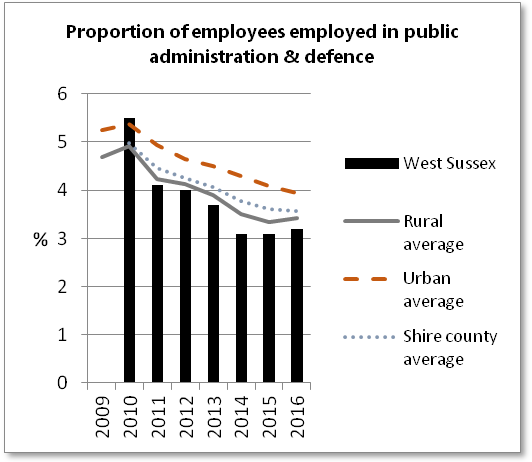 Proportion of employees employed in public
administration & defence
6
5
4
3
2
1
0
%
2009
2010
2011
2012
2013
2014
2015
2016
West Sussex
Rural
average
Urban
average
Shire county
average